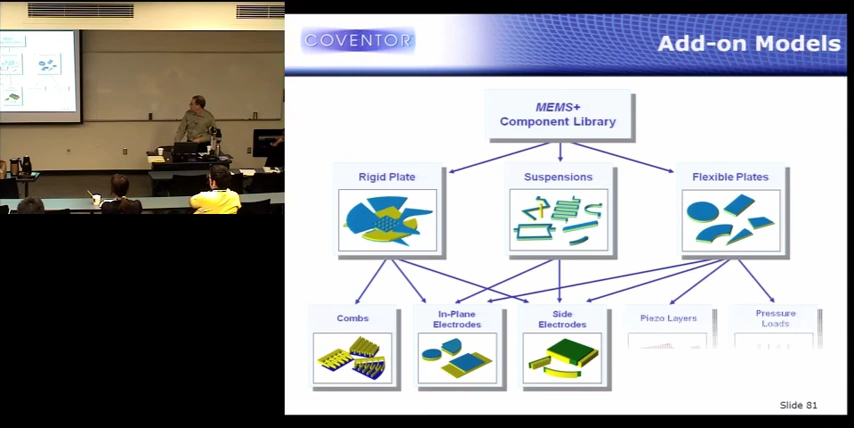 COVENTOR
Add-on Models
MEMS+
Component Library
Rigid Plate
Suspensions
Flexible Plates
Combs
In-Plane
Electrodes
Side
Electrodes
Piezo Layers
Pressure
Loads
Slide 81